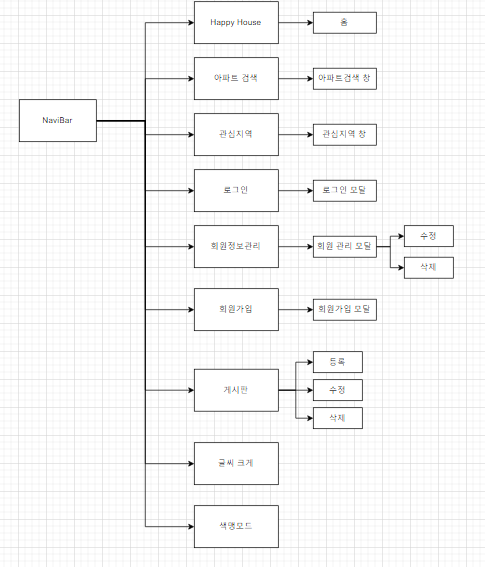 Happy House
홈
아파트 검색
아파트검색 창
NaviBar
관심지역
관심지역 창
로그인
로그인 모달
수정
회원정보관리
회원 관리 모달
삭제
회원가입
회원가입 모달
등록
게시판
수정
삭제
글씨 크게
색맹모드